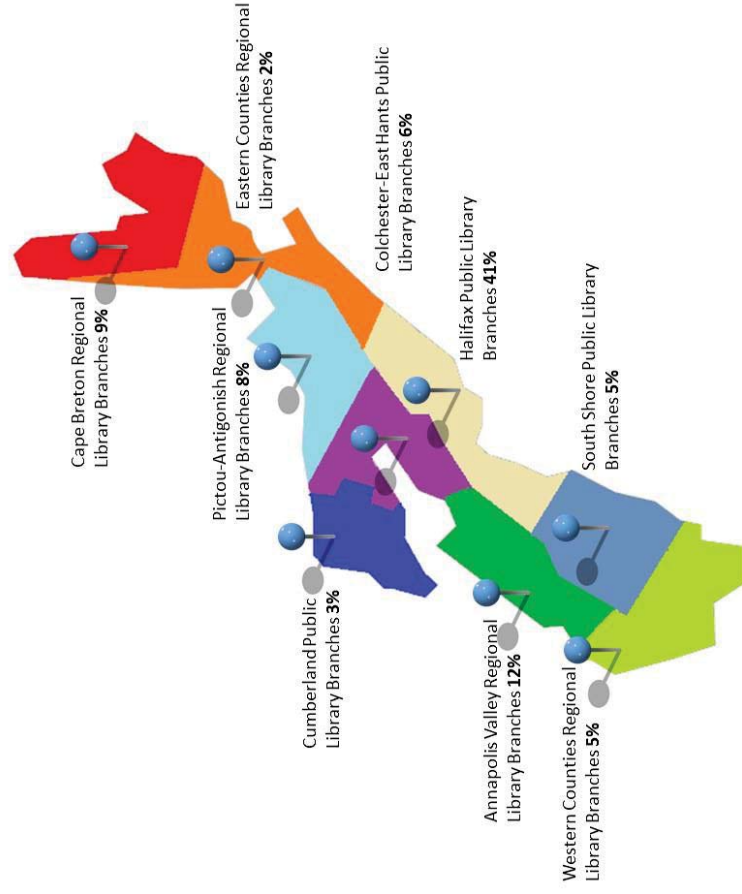 Cape Breton Regional
Library Branches 9%
Eastern Counties Regional
Library Branches 2%
Pictou-Antigonish Regional
Library Branches 8%
Colchester-East Hants Public
Library Branches 6%
Cumberland Public
Library Branches 3%
Halifax Public Library
Branches 41%
Annapolis Valley Regional
Library Branches 12%
South Shore Public Library
Branches 5%
Western Counties Regional
Library Branches 5%